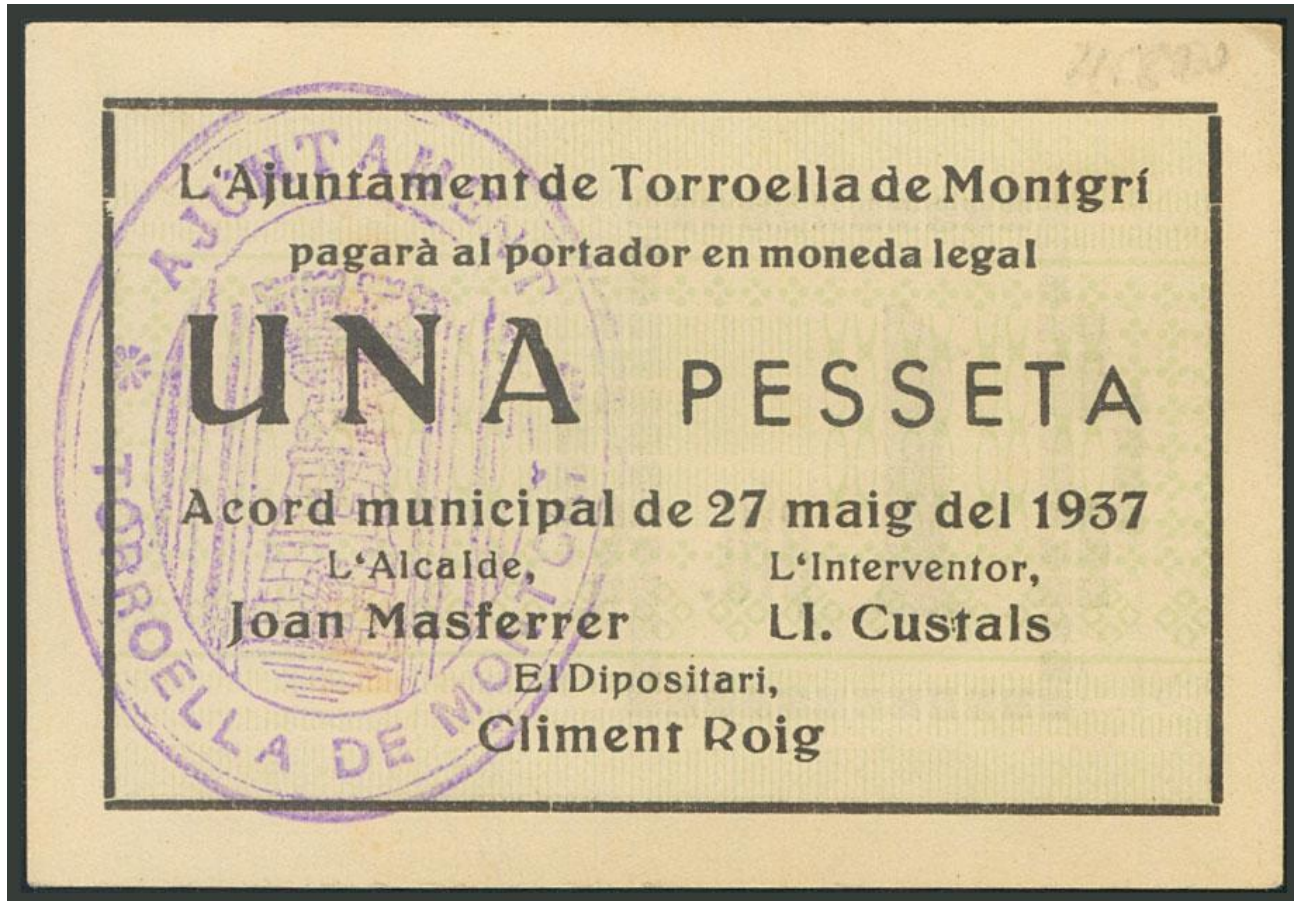 L'Ajuntament de Torroella de Montgrí
pagarà al portador en moneda legal
UNA PESSETA
Acord municipal de 27 maig del 1937
L'Alcalde,
Joan Masferrer
L'Interventor,
Ll. Custals
El Dipositari,
Climent Roig
AJUNTAMENT
TORROELLA DE MONTGRÍ